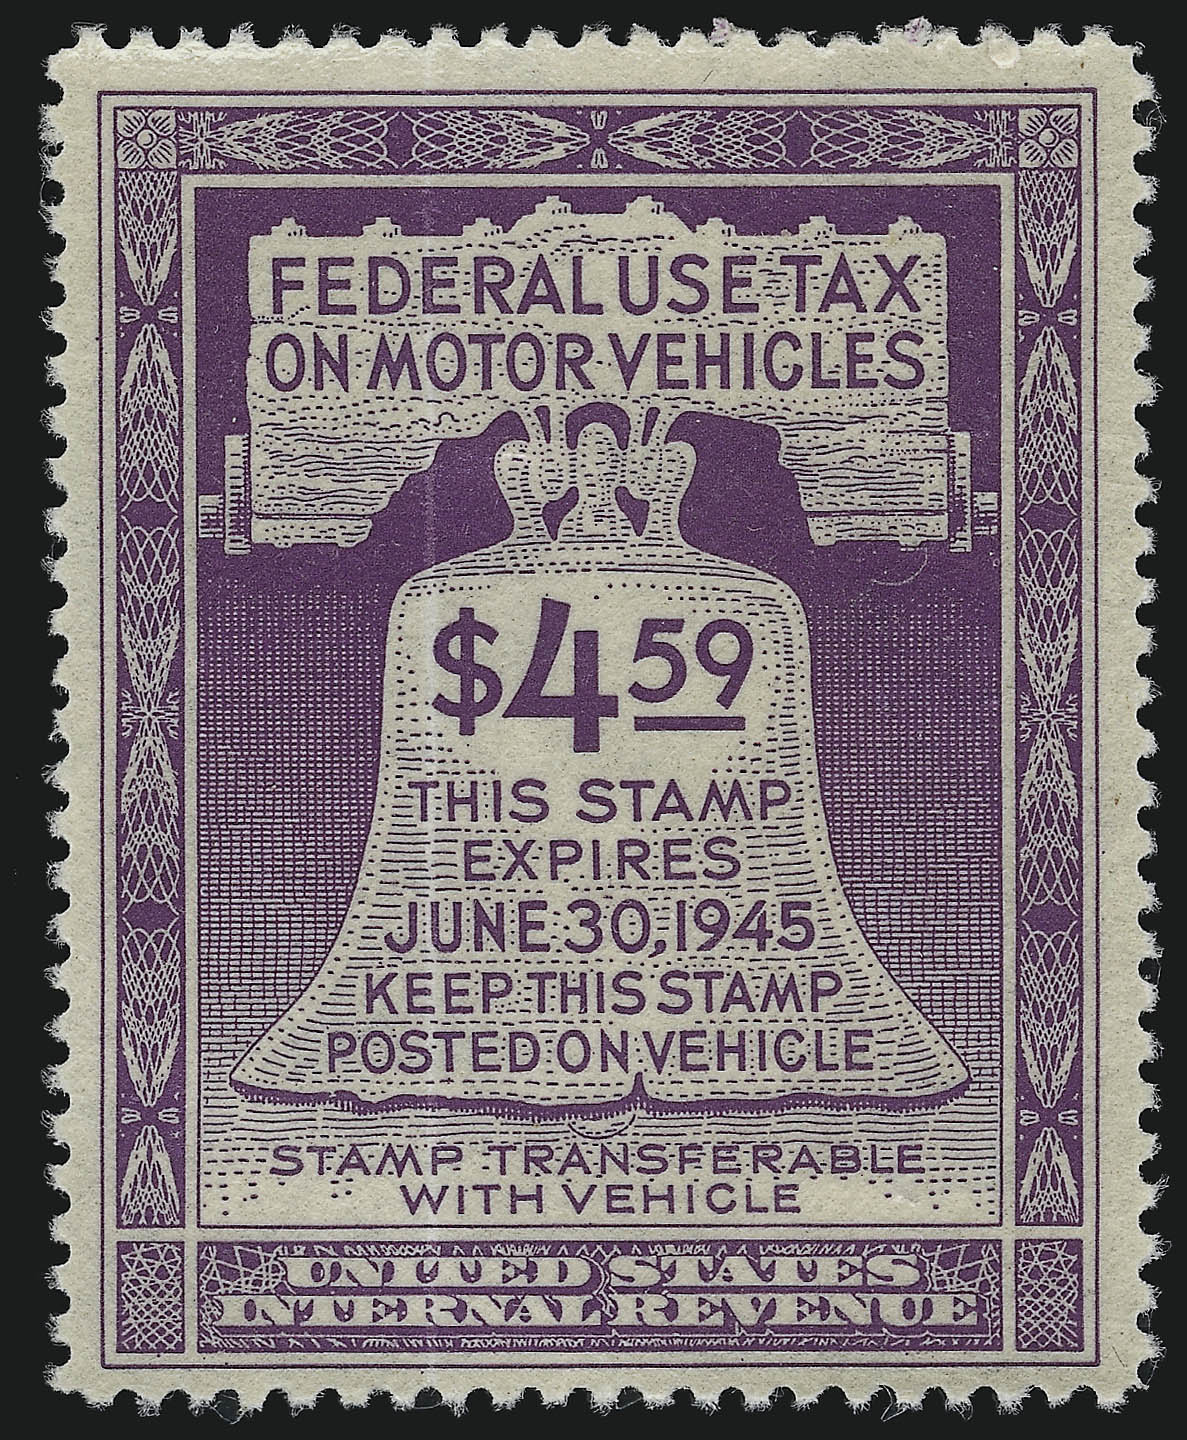 FEDERAL USE TAX
ON MOTOR VEHICLES
$4.59
THIS STAMP
EXPIRES
JUNE 30, 1945
KEEP THIS STAMP
POSTED ON VEHICLE
STAMP TRANSFERABLE
WITH VEHICLE
UNITED STATES
INTERNAL REVENUE